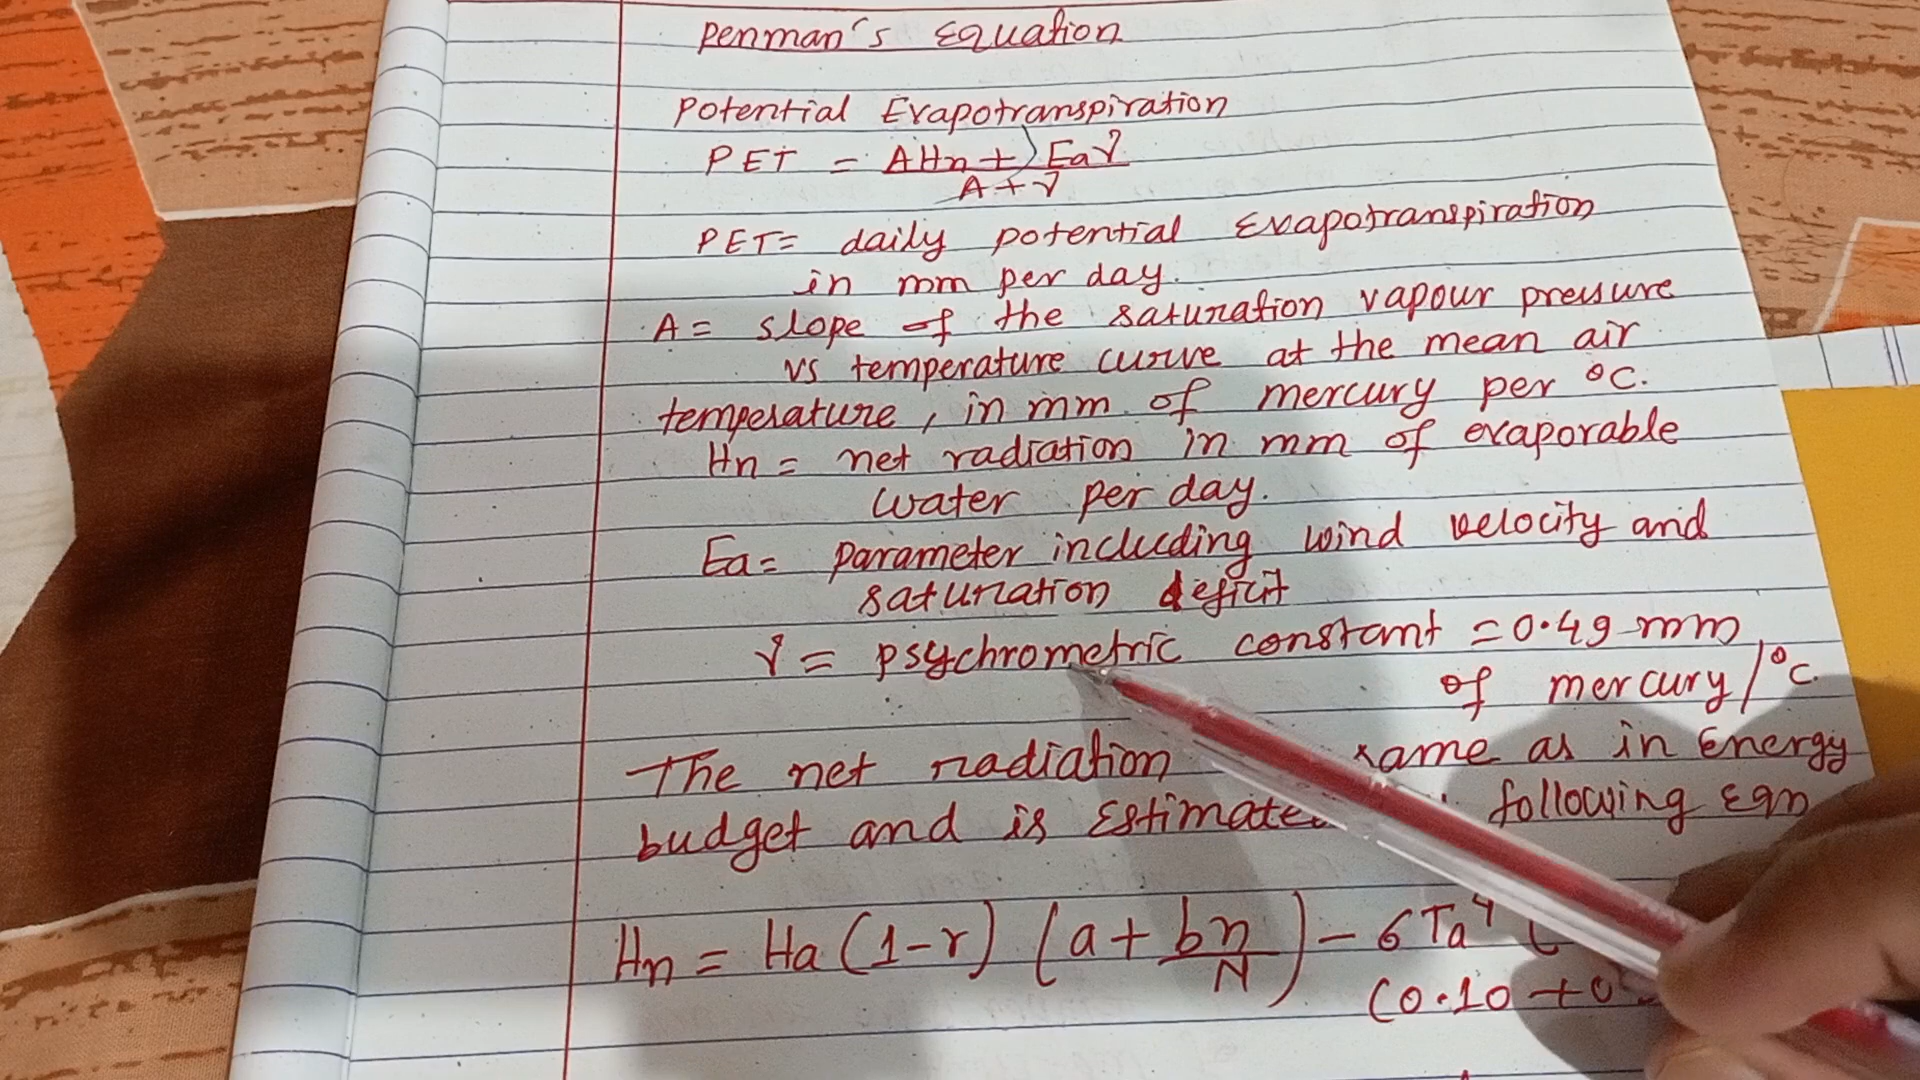 Penman's Equation
Potential Evapotranspiration
PET = AHn + Eaγ
A + γ
PET = daily potential Evapotranspiration
in mm per day.
A = slope of the saturation vapour pressure
vs temperature curve at the mean air
temperature, in mm of mercury per °C.
Hn = net radiation in mm of evaporable
water per day.
Ea = parameter including wind velocity and
saturation deficit
γ = psychrometric constant = 0.49 mm
of mercury/°C.
The net radiation same as in Energy
budget and is Estimated following Eqn
Hn = Ha (1-r) (a + bn/N) - 6Ta⁴ (
(0.10 + 0